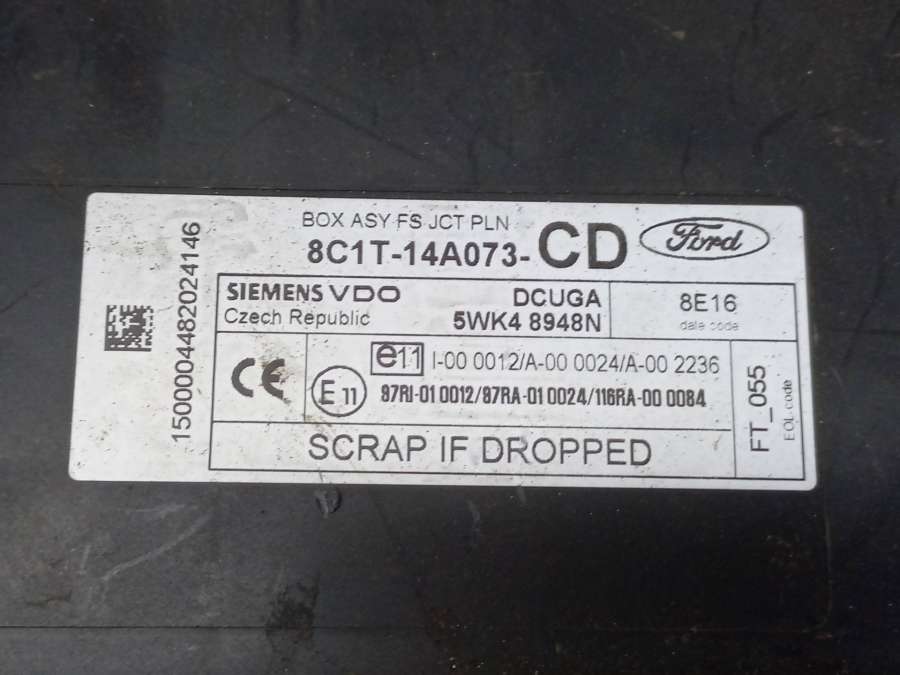 BOX ASY FS JCT PLN
8C1T-14A073-CD
Ford
SIEMENS VDO DCUGA
Czech Republic 5WK4 8948N
8E16
date code
CE
e11 I-00 0012/A-00 0024/A-00 2236
E 11 97RI-01 0012/97RA-01 0024/116RA-00 0084
SCRAP IF DROPPED
FT_055
EOL code
1500004482024146